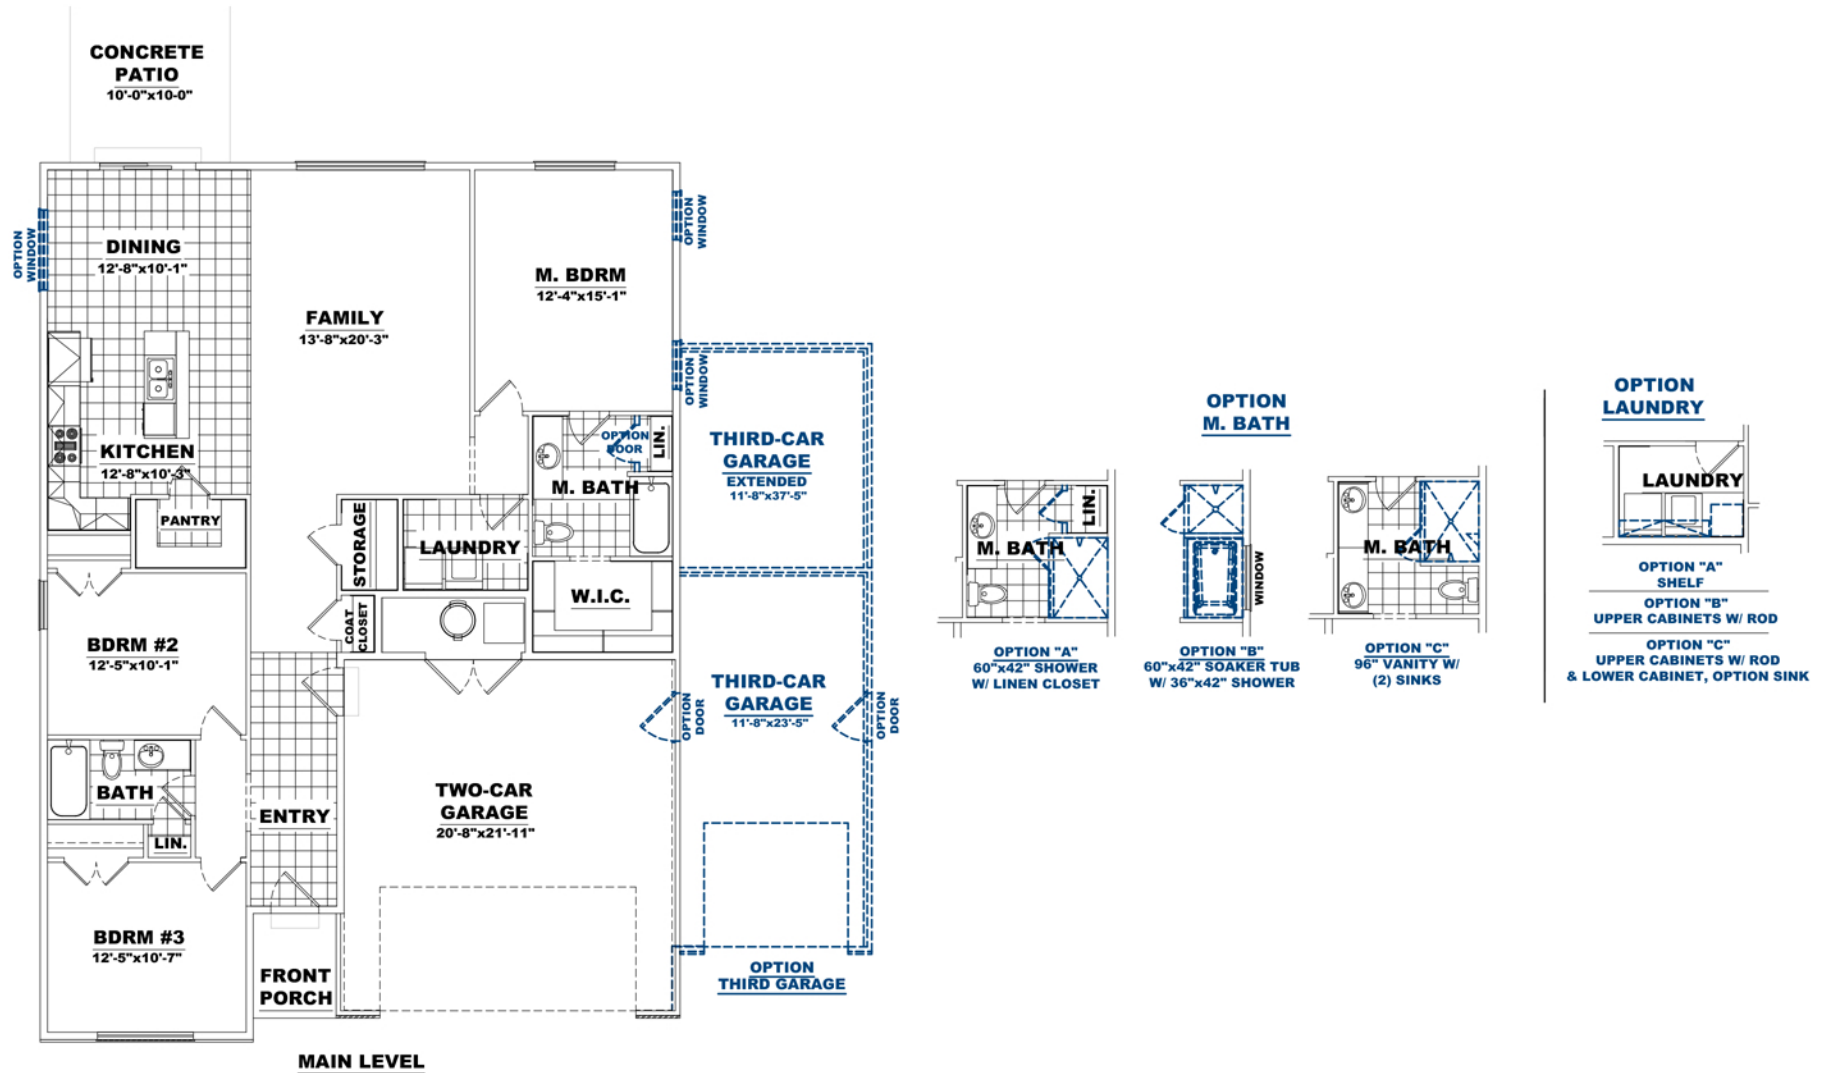 CONCRETE
PATIO
10'-0"x10-0"
OPTION
WINDOW
DINING
12'-8"x10'-1"
FAMILY
13'-8"x20'-3"
M. BDRM
12'-4"x15'-1"
OPTION
WINDOW
OPTION
WINDOW
KITCHEN
12'-8"x10'-3"
PANTRY
STORAGE
LAUNDRY
M. BATH
OPTION
DOOR
LIN.
W.I.C.
COAT
CLOSET
THIRD-CAR
GARAGE
EXTENDED
11'-8"x37'-5"
BDRM #2
12'-5"x10'-1"
THIRD-CAR
GARAGE
11'-8"x23'-5"
OPTION
DOOR
OPTION
DOOR
BATH
LIN.
ENTRY
TWO-CAR
GARAGE
20'-8"x21'-11"
BDRM #3
12'-5"x10'-7"
FRONT
PORCH
OPTION
THIRD GARAGE
MAIN LEVEL
OPTION
M. BATH
M. BATH
LIN.
OPTION "A"
60"x42" SHOWER
W/ LINEN CLOSET
WINDOW
OPTION "B"
60"x42" SOAKER TUB
W/ 36"x42" SHOWER
M. BATH
OPTION "C"
96" VANITY W/
(2) SINKS
OPTION
LAUNDRY
LAUNDRY
OPTION "A"
SHELF
OPTION "B"
UPPER CABINETS W/ ROD
OPTION "C"
UPPER CABINETS W/ ROD
& LOWER CABINET, OPTION SINK